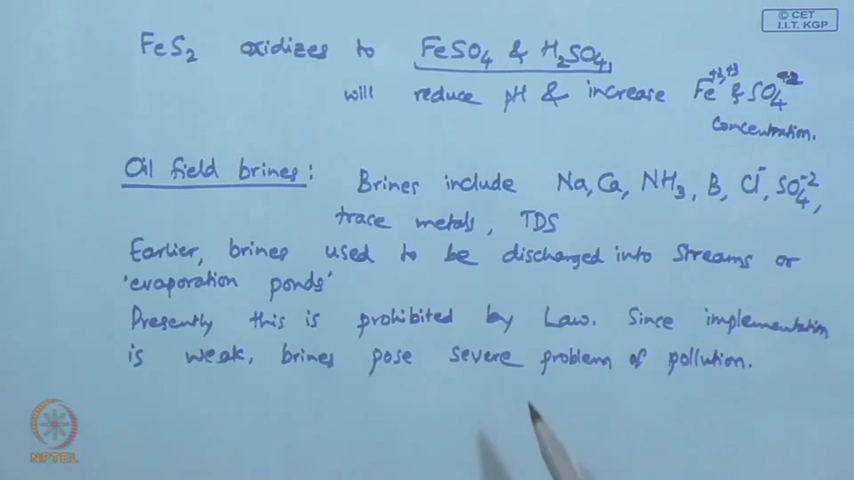 © CET
I.I.T. KGP
FeS₂ oxidizes to FeSO₄ & H₂SO₄
will reduce pH & increase Fe⁺²,⁺³ & SO₄⁻²
Concentration.
Oil field brines: Brines include Na, Ca, NH₃, B, Cl⁻, SO₄⁻²,
trace metals, TDS
Earlier, brines used to be discharged into streams or
'evaporation ponds'
Presently this is prohibited by Law. Since implementation
is weak, brines pose severe problem of pollution.
NPTEL